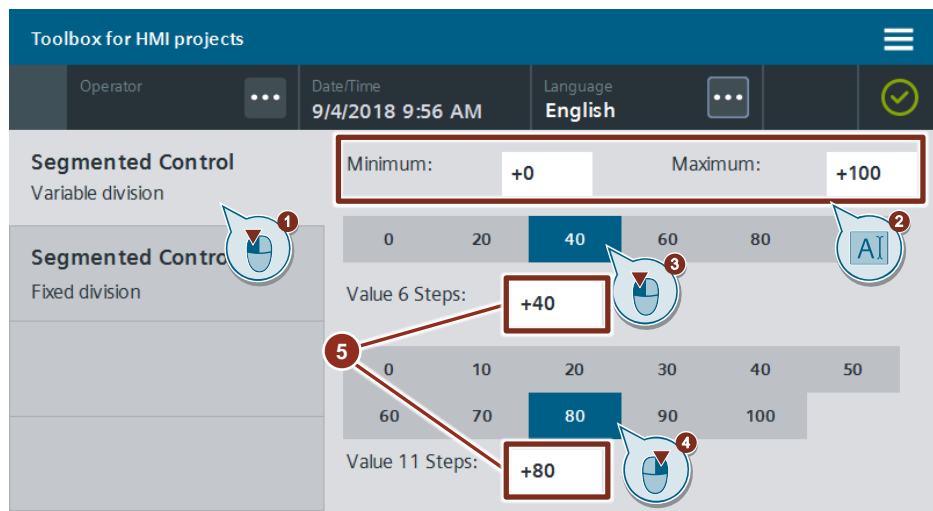 Toolbox for HMI projects
Operator
Date/Time
9/4/2018 9:56 AM
Language
English
Segmented Control
Variable division
1
Segmented Contro
Fixed division
Minimum:
+0
Maximum:
+100
2
A
0 20 40 60 80
3
Value 6 Steps:
+40
5
0 10 20 30 40 50
60 70 80 90 100
4
Value 11 Steps:
+80